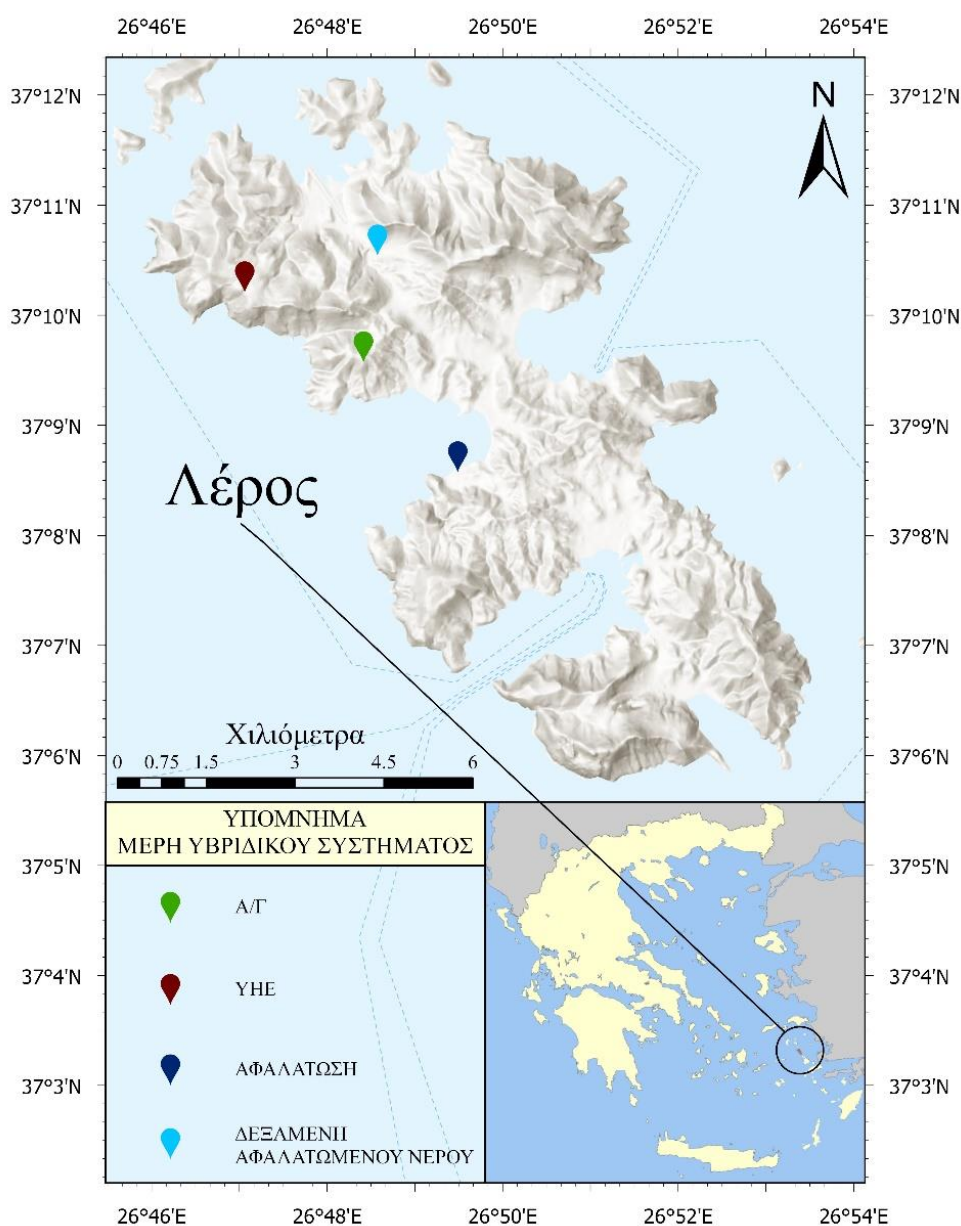 26°46'E 26°48'E 26°50'E 26°52'E 26°54'E
37°12'N 37°12'N
N
37°11'N 37°11'N
37°10'N 37°10'N
37°9'N 37°9'N
Λέρος
37°8'N 37°8'N
37°7'N 37°7'N
Χιλιόμετρα
37°6'N 37°6'N
0 0.75 1.5 3 4.5 6
ΥΠΟΜΝΗΜΑ
ΜΕΡΗ ΥΒΡΙΔΙΚΟΥ ΣΥΣΤΗΜΑΤΟΣ
37°5'N 37°5'N
Α/Γ
37°4'N 37°4'N
ΥΗΕ
ΑΦΑΛΑΤΩΣΗ
37°3'N 37°3'N
ΔΕΞΑΜΕΝΗ
ΑΦΑΛΑΤΩΜΕΝΟΥ ΝΕΡΟΥ
26°46'E 26°48'E 26°50'E 26°52'E 26°54'E